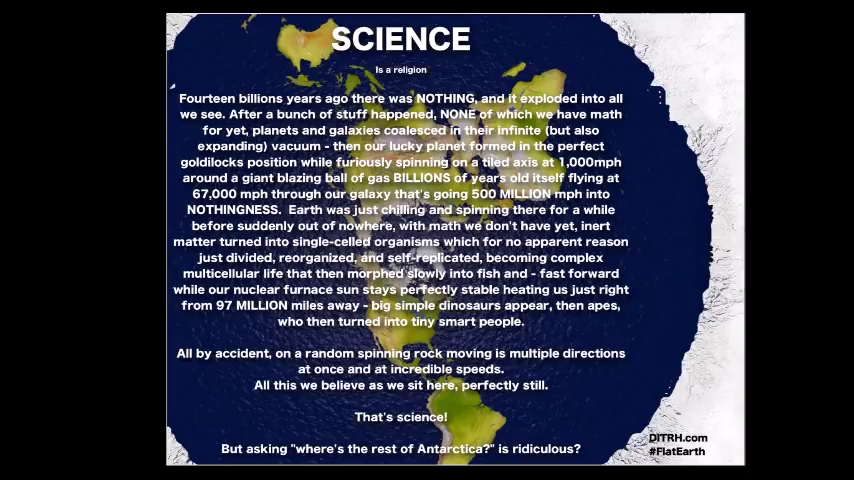 SCIENCE
Is a religion
Fourteen billions years ago there was NOTHING, and it exploded into all
we see. After a bunch of stuff happened, NONE of which we have math
for yet, planets and galaxies coalesced in their infinite (but also
expanding) vacuum - then our lucky planet formed in the perfect
goldilocks position while furiously spinning on a tiled axis at 1,000mph
around a giant blazing ball of gas BILLIONS of years old itself flying at
67,000 mph through our galaxy that's going 500 MILLION mph into
NOTHINGNESS. Earth was just chilling and spinning there for a while
before suddenly out of nowhere, with math we don't have yet, inert
matter turned into single-celled organisms which for no apparent reason
just divided, reorganized, and self-replicated, becoming complex
multicellular life that then morphed slowly into fish and - fast forward
while our nuclear furnace sun stays perfectly stable heating us just right
from 97 MILLION miles away - big simple dinosaurs appear, then apes,
who then turned into tiny smart people.
All by accident, on a random spinning rock moving is multiple directions
at once and at incredible speeds.
All this we believe as we sit here, perfectly still.
That's science!
But asking "where's the rest of Antarctica?" is ridiculous?
DITRH.com
#FlatEarth